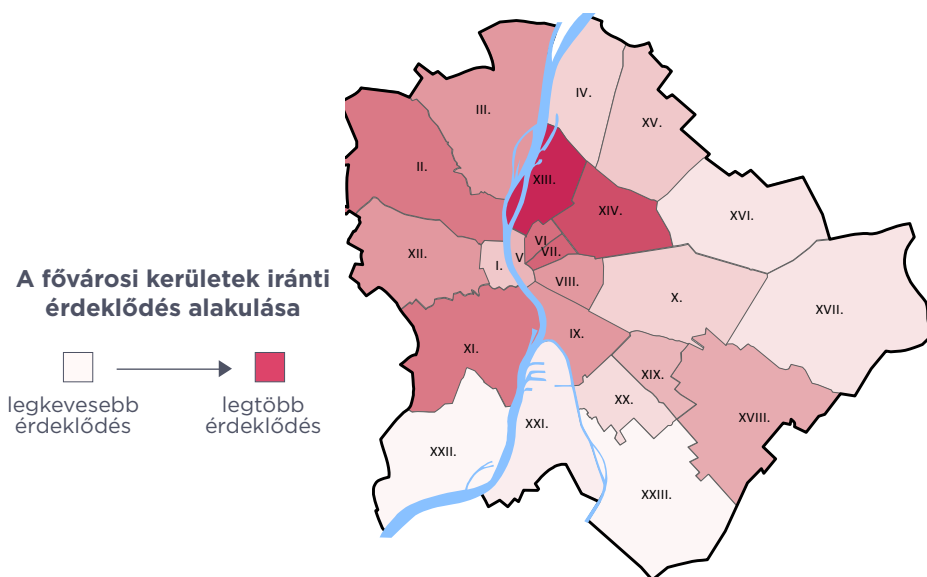 A fővárosi kerületek iránti
érdeklődés alakulása
legkevesebb
érdeklődés
legtöbb
érdeklődés
IV.
III.
XV.
II.
XIII.
XIV.
XVI.
VI.
XII.
V.
VII.
I.
VIII.
X.
XVII.
IX.
XI.
XIX.
XX.
XVIII.
XXI.
XXII.
XXIII.